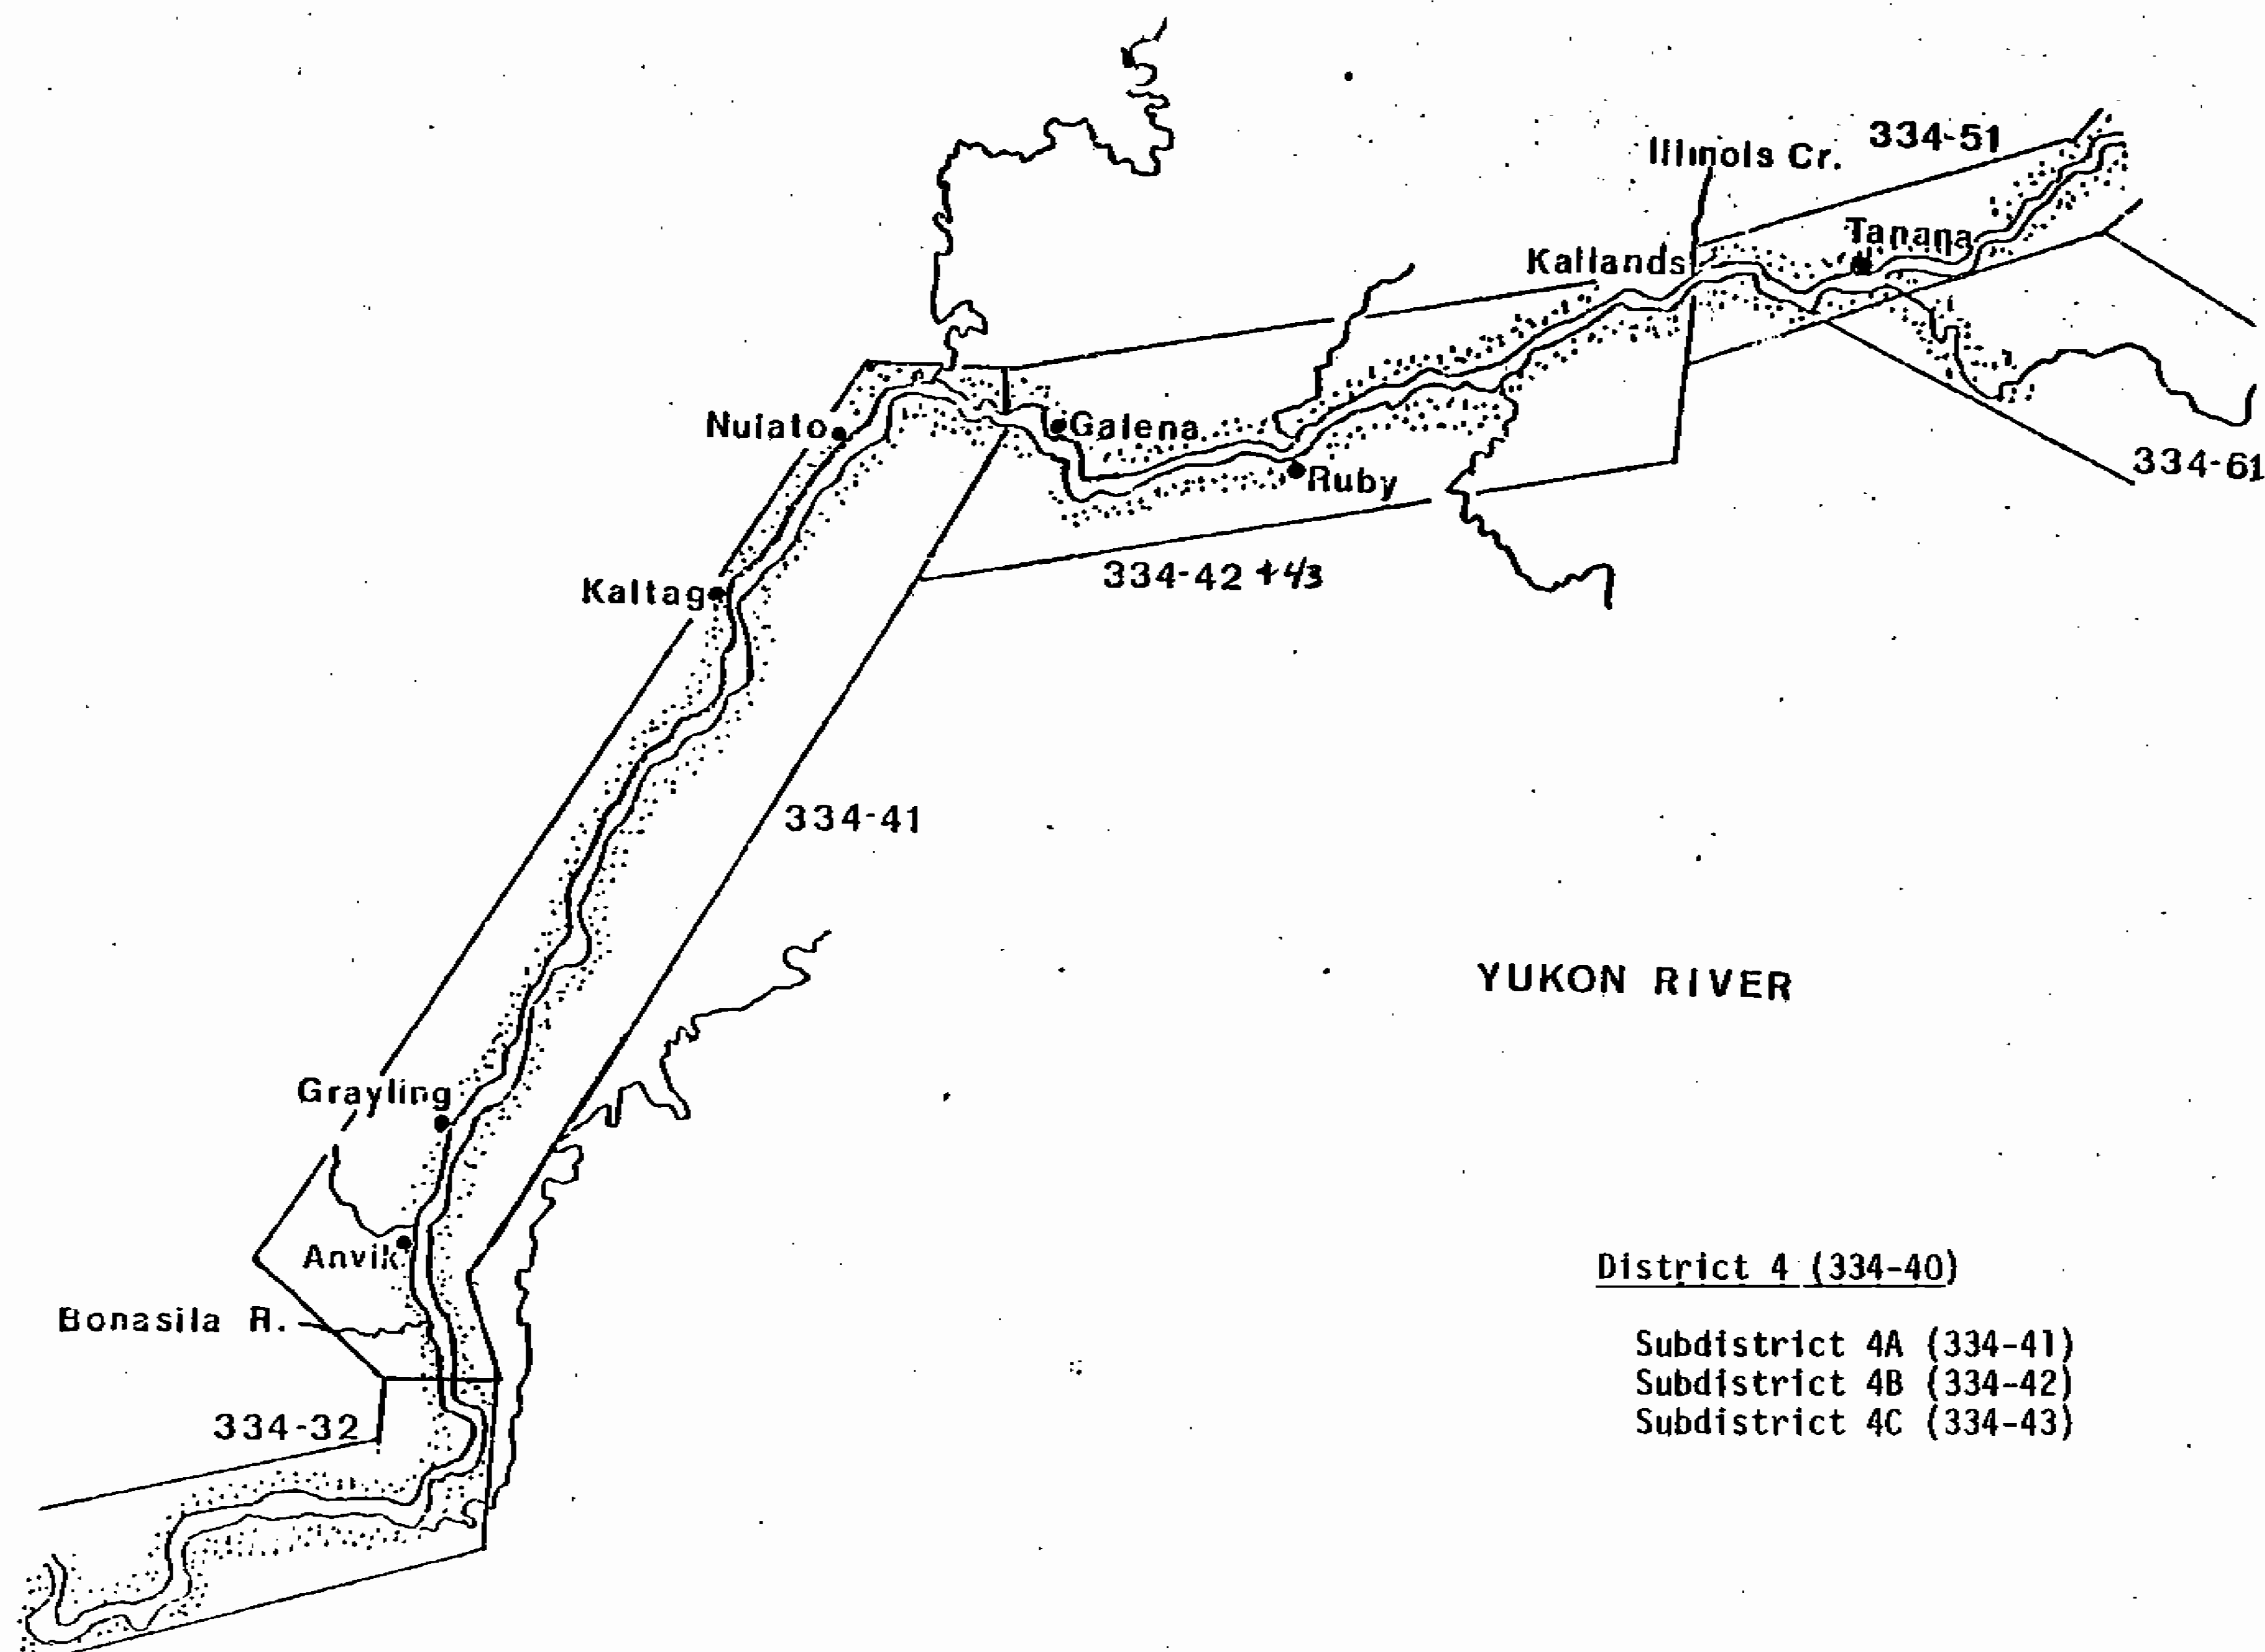 Illinois Cr.
334-51
Tanana
Kallands
Nulato
Galena
Ruby
334-61
334-42 +43
Kaltag
334-41
YUKON RIVER
Grayling
Anvik
Bonasila R.
334-32
District 4 (334-40)
Subdistrict 4A (334-41)
Subdistrict 4B (334-42)
Subdistrict 4C (334-43)